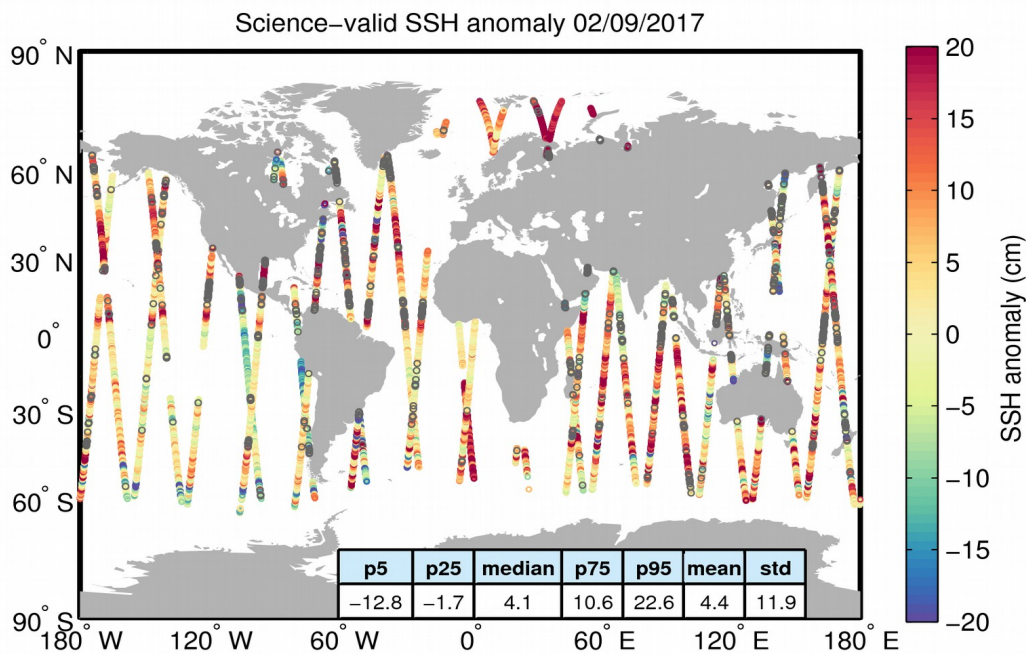 Science−valid SSH anomaly 02/09/2017
90° N
60° N
30° N
0°
30° S
60° S
90° S
180° W
120° W
60° W
0°
60° E
120° E
180° E
p5 p25 median p75 p95 mean std
−12.8 −1.7 4.1 10.6 22.6 4.4 11.9
20
15
10
5
0
−5
−10
−15
−20
SSH anomaly (cm)